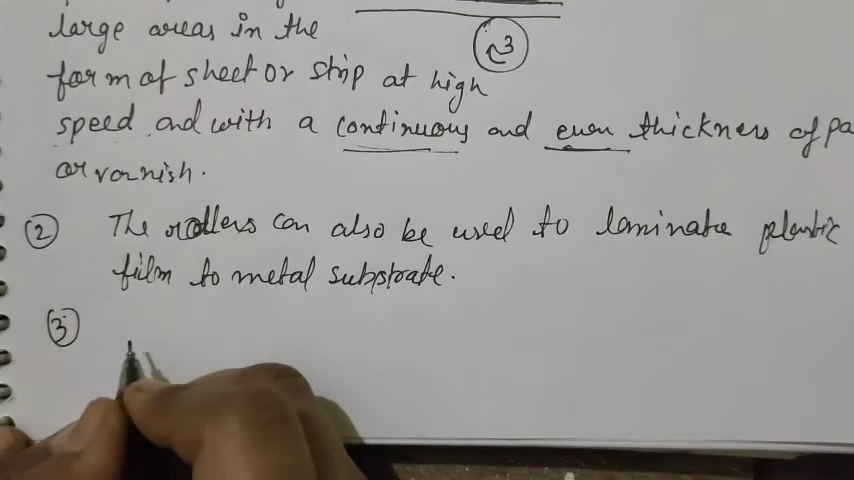 large areas in the
form of sheet or strip at high
speed and with a continuous and even thickness of pa
or varnish.
② The rollers can also be used to laminate plastic
film to metal substrate.
③